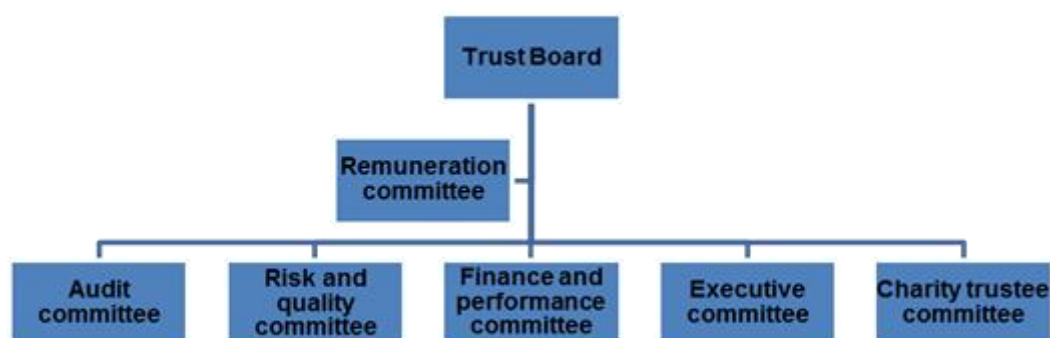 Trust Board
Remuneration
committee
Audit
committee
Risk and
quality
committee
Finance and
performance
committee
Executive
committee
Charity trustee
committee